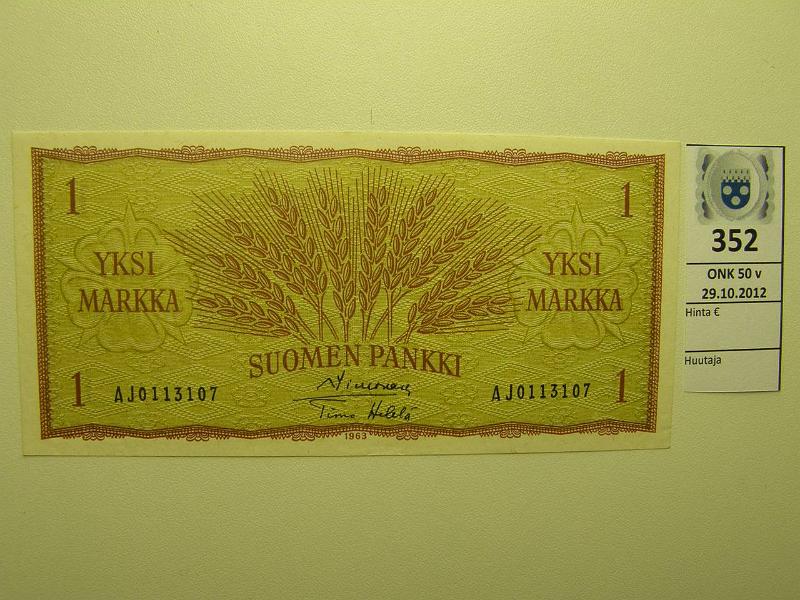 1
1
YKSI
MARKKA
YKSI
MARKKA
SUOMEN PANKKI
1
AJ0113107
AJ0113107
1
Timo Helelä
1963
352
ONK 50 v
29.10.2012
Hinta €
Huutaja